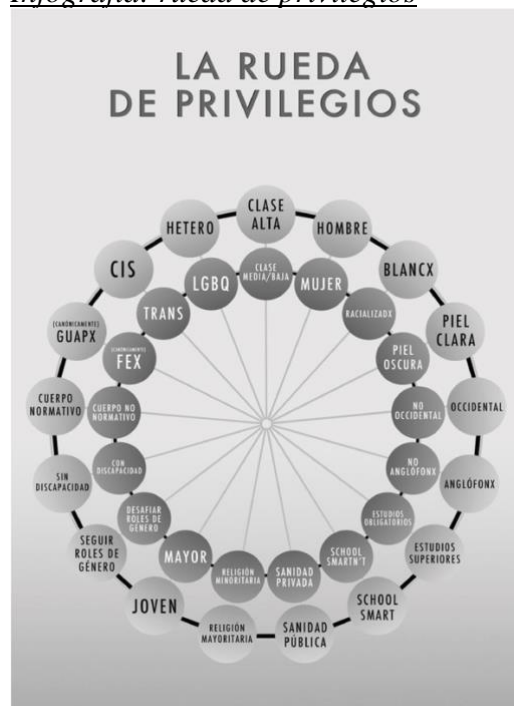 Infografía: rueda de privilegios
LA RUEDA
DE PRIVILEGIOS
CLASE
ALTA
HOMBRE
BLANCX
PIEL
CLARA
OCCIDENTAL
ANGLÓFONX
ESTUDIOS
SUPERIORES
SCHOOL
SMART
SANIDAD
PÚBLICA
RELIGIÓN
MAYORITARIA
JOVEN
SEGUIR
ROLES DE
GÉNERO
SIN
DISCAPACIDAD
CUERPO
NORMATIVO
(CANÓNICAMENTE)
GUAPX
CIS
HETERO
CLASE
MEDIA/BAJA
MUJER
RACIALIZADX
PIEL
OSCURA
NO
OCCIDENTAL
NO
ANGLÓFONX
ESTUDIOS
OBLIGATORIOS
SCHOOL
SMARTN'T
SANIDAD
PRIVADA
RELIGIÓN
MINORITARIA
MAYOR
DESAFIAR
ROLES DE
GÉNERO
CON
DISCAPACIDAD
CUERPO NO
NORMATIVO
(CANÓNICAMENTE)
FEX
TRANS
LGBQ